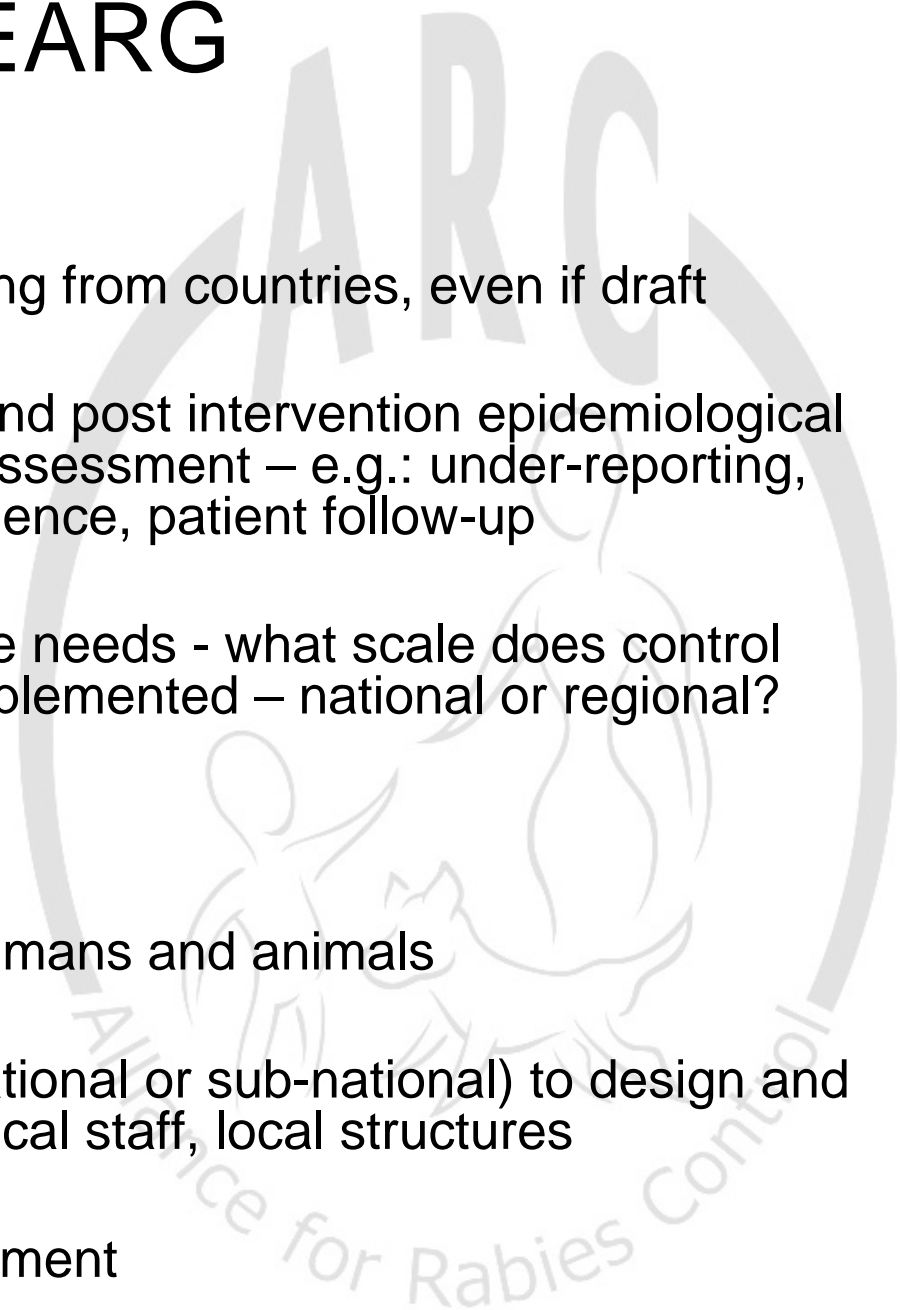 EARG
ng from countries, even if draft
nd post intervention epidemiological
ssessment – e.g.: under-reporting,
ence, patient follow-up
e needs - what scale does control
plemented – national or regional?
mans and animals
tional or sub-national) to design and
cal staff, local structures
ment
ARC
Alliance for Rabies Control